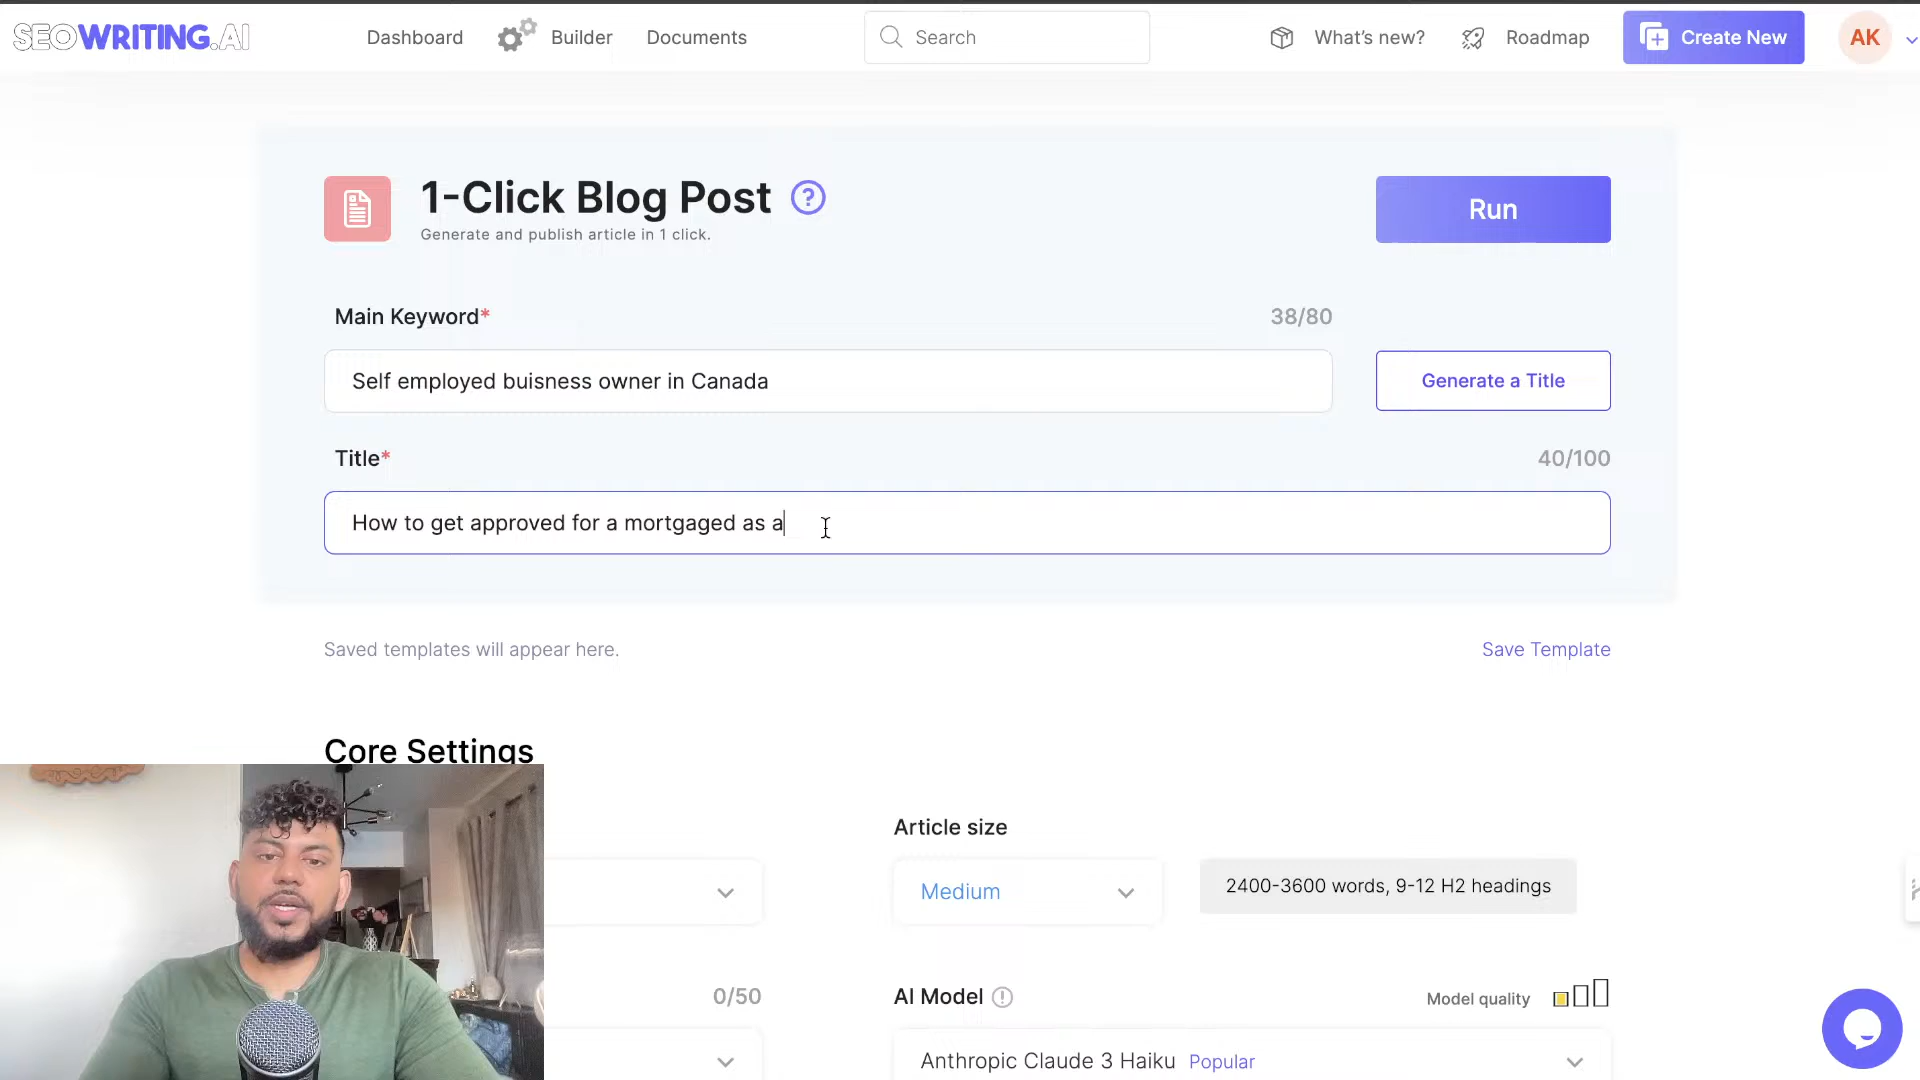 SEOWRITING.AI
Dashboard
Builder
Documents
Search
What's new?
Roadmap
Create New
AK
1-Click Blog Post ?
Generate and publish article in 1 click.
Run
Main Keyword*
38/80
Self employed buisness owner in Canada
Generate a Title
Title*
40/100
How to get approved for a mortgaged as a
Saved templates will appear here.
Save Template
Core Settings
Article size
Medium
2400-3600 words, 9-12 H2 headings
0/50
AI Model
Model quality
Anthropic Claude 3 Haiku Popular